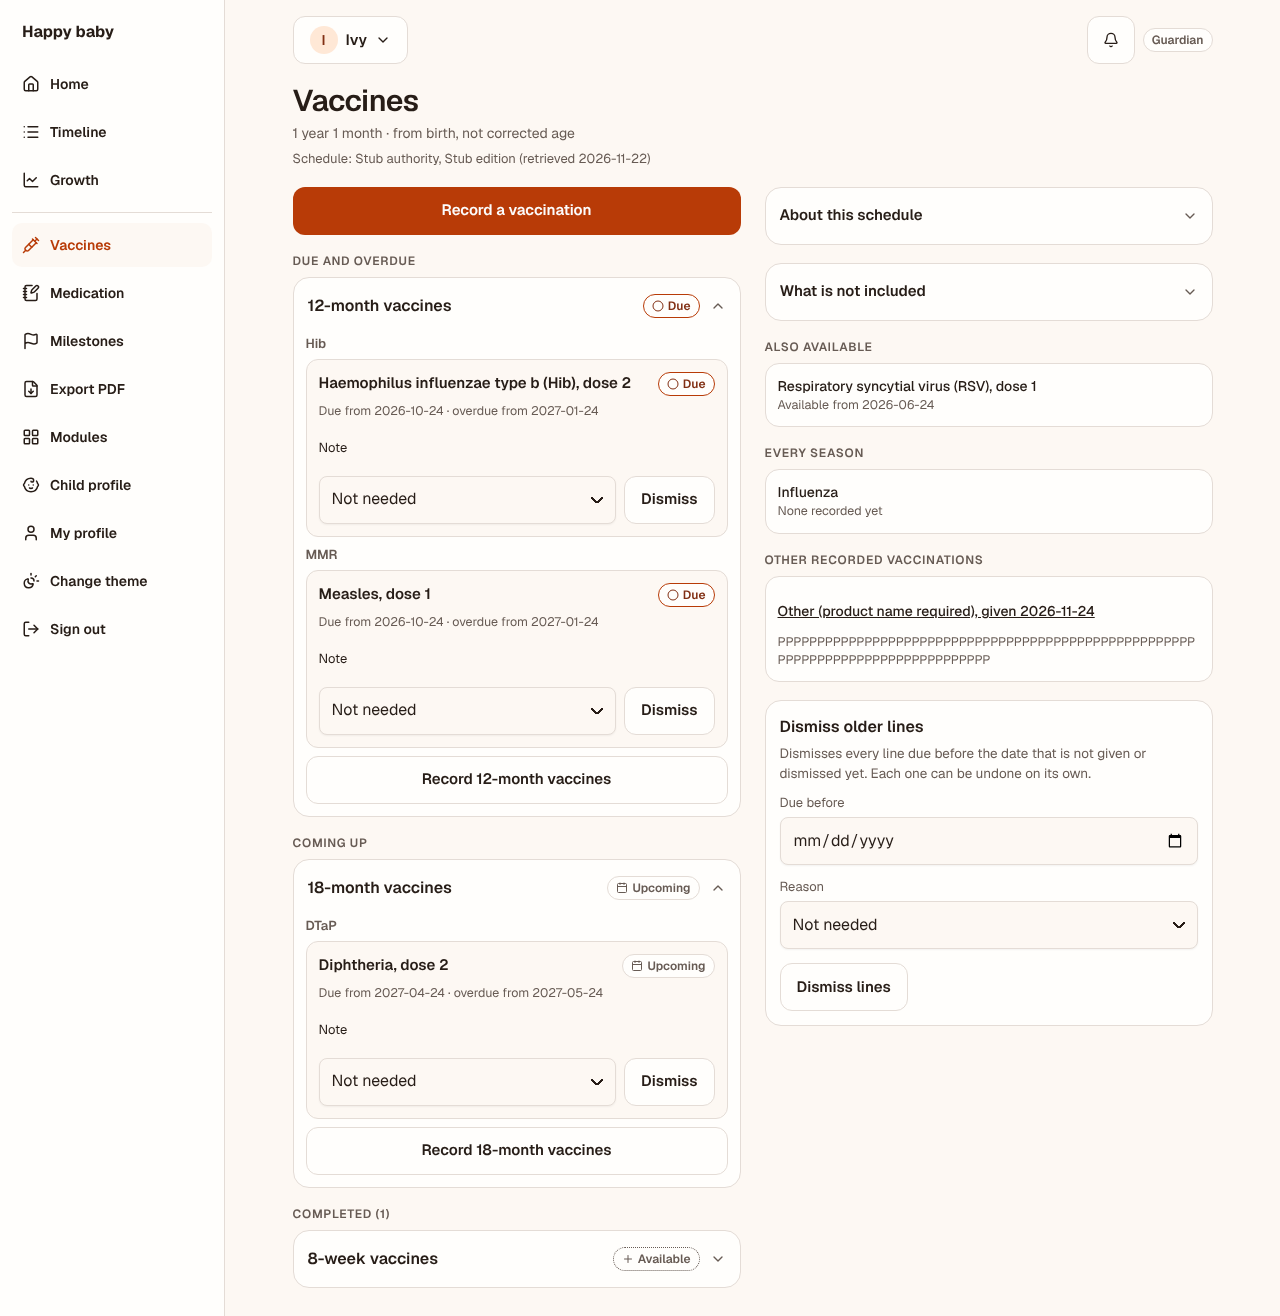 Happy baby
Home
Timeline
Growth
Vaccines
Medication
Milestones
Export PDF
Modules
Child profile
My profile
Change theme
Sign out
I Ivy
Guardian
Vaccines
1 year 1 month · from birth, not corrected age
Schedule: Stub authority, Stub edition (retrieved 2026-11-22)
Record a vaccination
DUE AND OVERDUE
12-month vaccines Due
Hib
Haemophilus influenzae type b (Hib), dose 2 Due
Due from 2026-10-24 · overdue from 2027-01-24
Note
Not needed Dismiss
MMR
Measles, dose 1 Due
Due from 2026-10-24 · overdue from 2027-01-24
Note
Not needed Dismiss
Record 12-month vaccines
COMING UP
18-month vaccines Upcoming
DTaP
Diphtheria, dose 2 Upcoming
Due from 2027-04-24 · overdue from 2027-05-24
Note
Not needed Dismiss
Record 18-month vaccines
COMPLETED (1)
8-week vaccines Available
About this schedule
What is not included
ALSO AVAILABLE
Respiratory syncytial virus (RSV), dose 1
Available from 2026-06-24
EVERY SEASON
Influenza
None recorded yet
OTHER RECORDED VACCINATIONS
Other (product name required), given 2026-11-24
PPPPPPPPPPPPPPPPPPPPPPPPPPPPPPPPPPPPPPPPPPPPPPPPPPPPP
PPPPPPPPPPPPPPPPPPPPPPPPPPP
Dismiss older lines
Dismisses every line due before the date that is not given or
dismissed yet. Each one can be undone on its own.
Due before
mm/dd/yyyy
Reason
Not needed
Dismiss lines